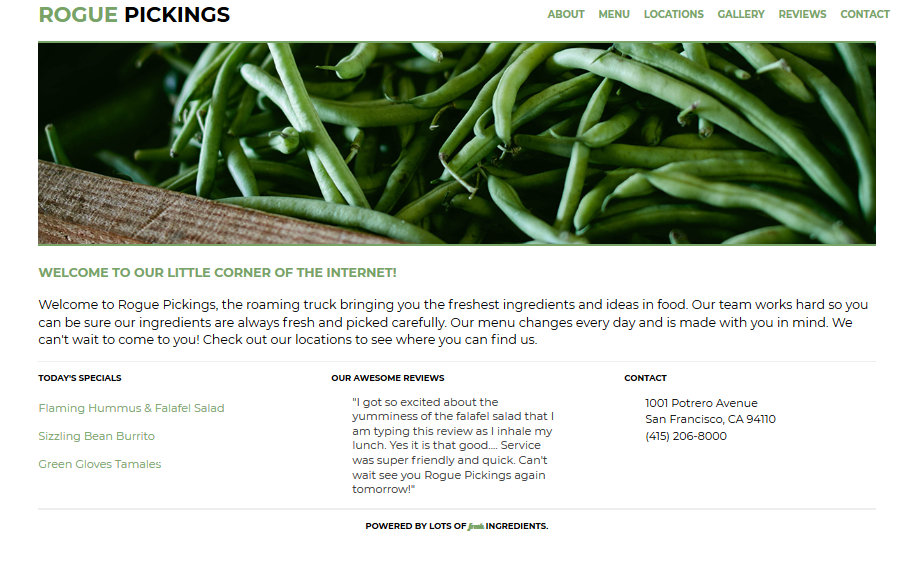 ROGUE PICKINGS
ABOUT MENU LOCATIONS GALLERY REVIEWS CONTACT
WELCOME TO OUR LITTLE CORNER OF THE INTERNET!
Welcome to Rogue Pickings, the roaming truck bringing you the freshest ingredients and ideas in food. Our team works hard so you
can be sure our ingredients are always fresh and picked carefully. Our menu changes every day and is made with you in mind. We
can't wait to come to you! Check out our locations to see where you can find us.
TODAY'S SPECIALS
Flaming Hummus & Falafel Salad
Sizzling Bean Burrito
Green Gloves Tamales
OUR AWESOME REVIEWS
"I got so excited about the
yumminess of the falafel salad that I
am typing this review as I inhale my
lunch. Yes it is that good.... Service
was super friendly and quick. Can't
wait see you Rogue Pickings again
tomorrow!"
CONTACT
1001 Potrero Avenue
San Francisco, CA 94110
(415) 206-8000
POWERED BY LOTS OF fresh INGREDIENTS.